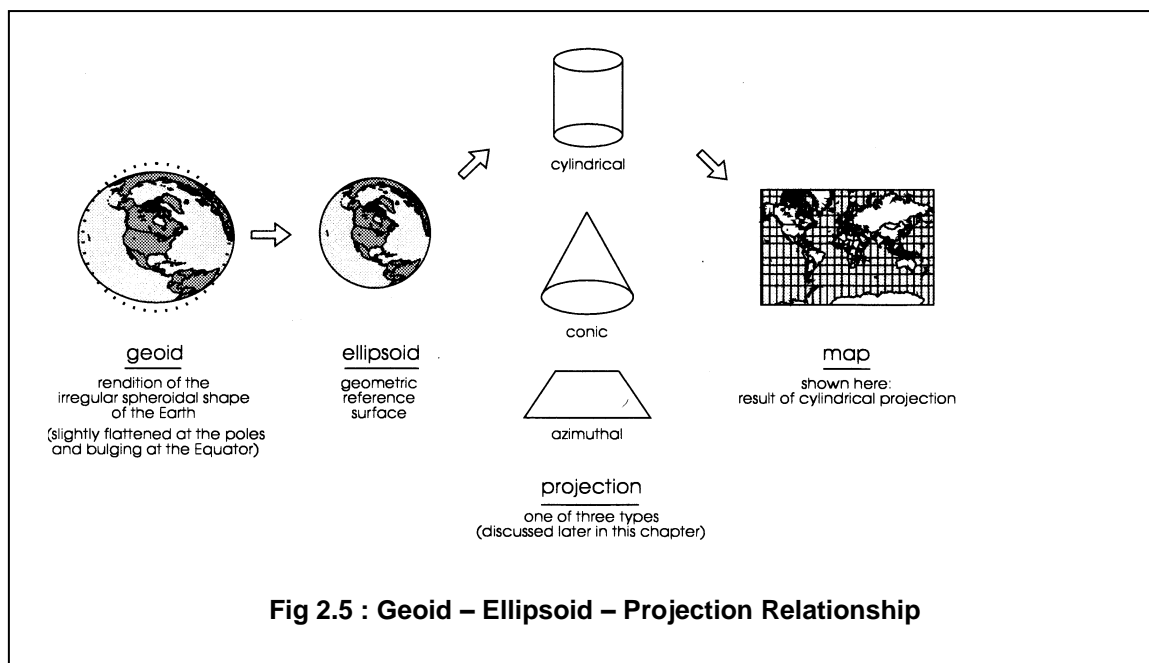 cylindrical
conic
azimuthal
geoid
rendition of the
irregular spheroidal shape
of the Earth
(slightly flattened at the poles
and bulging at the Equator)
ellipsoid
geometric
reference
surface
projection
one of three types
(discussed later in this chapter)
map
shown here:
result of cylindrical projection
Fig 2.5 : Geoid – Ellipsoid – Projection Relationship